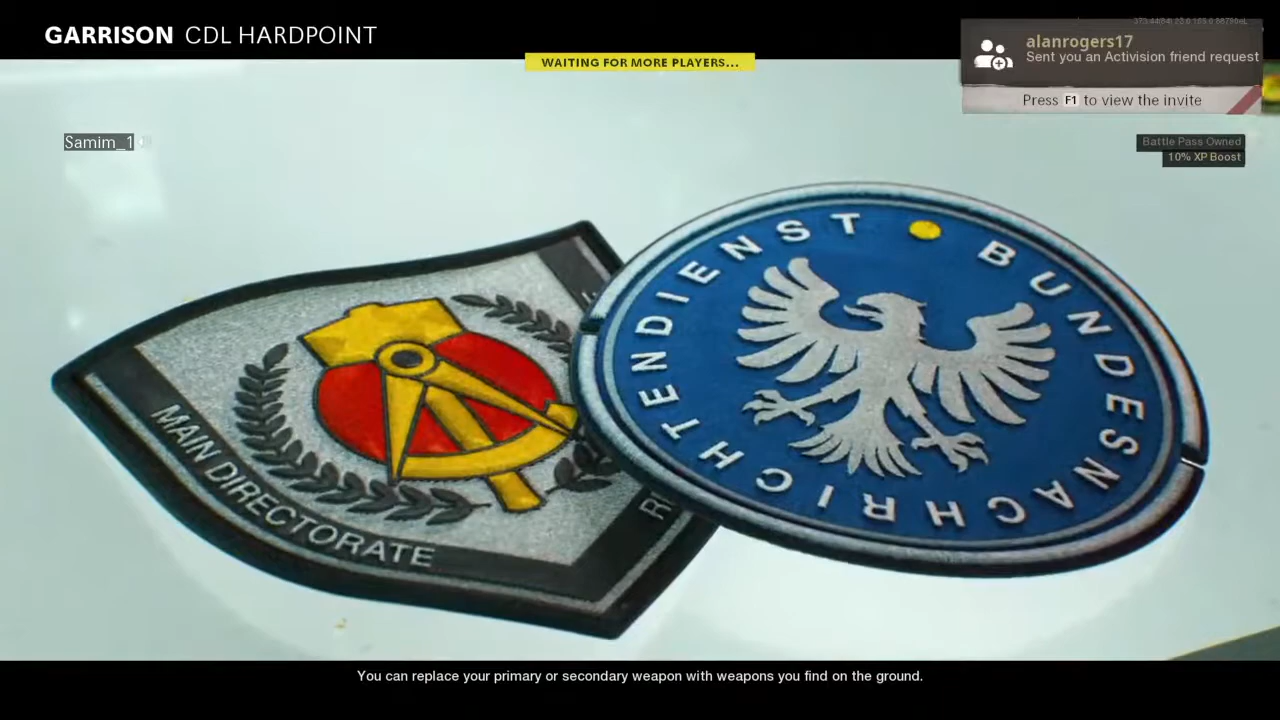 GARRISON CDL HARDPOINT
WAITING FOR MORE PLAYERS...
alanrogers17
Sent you an Activision friend request
Press F1 to view the invite
Samim_1
Battle Pass Owned
10% XP Boost
MAIN DIRECTORATE
BUNDESNACHRICHTENDIENST
You can replace your primary or secondary weapon with weapons you find on the ground.